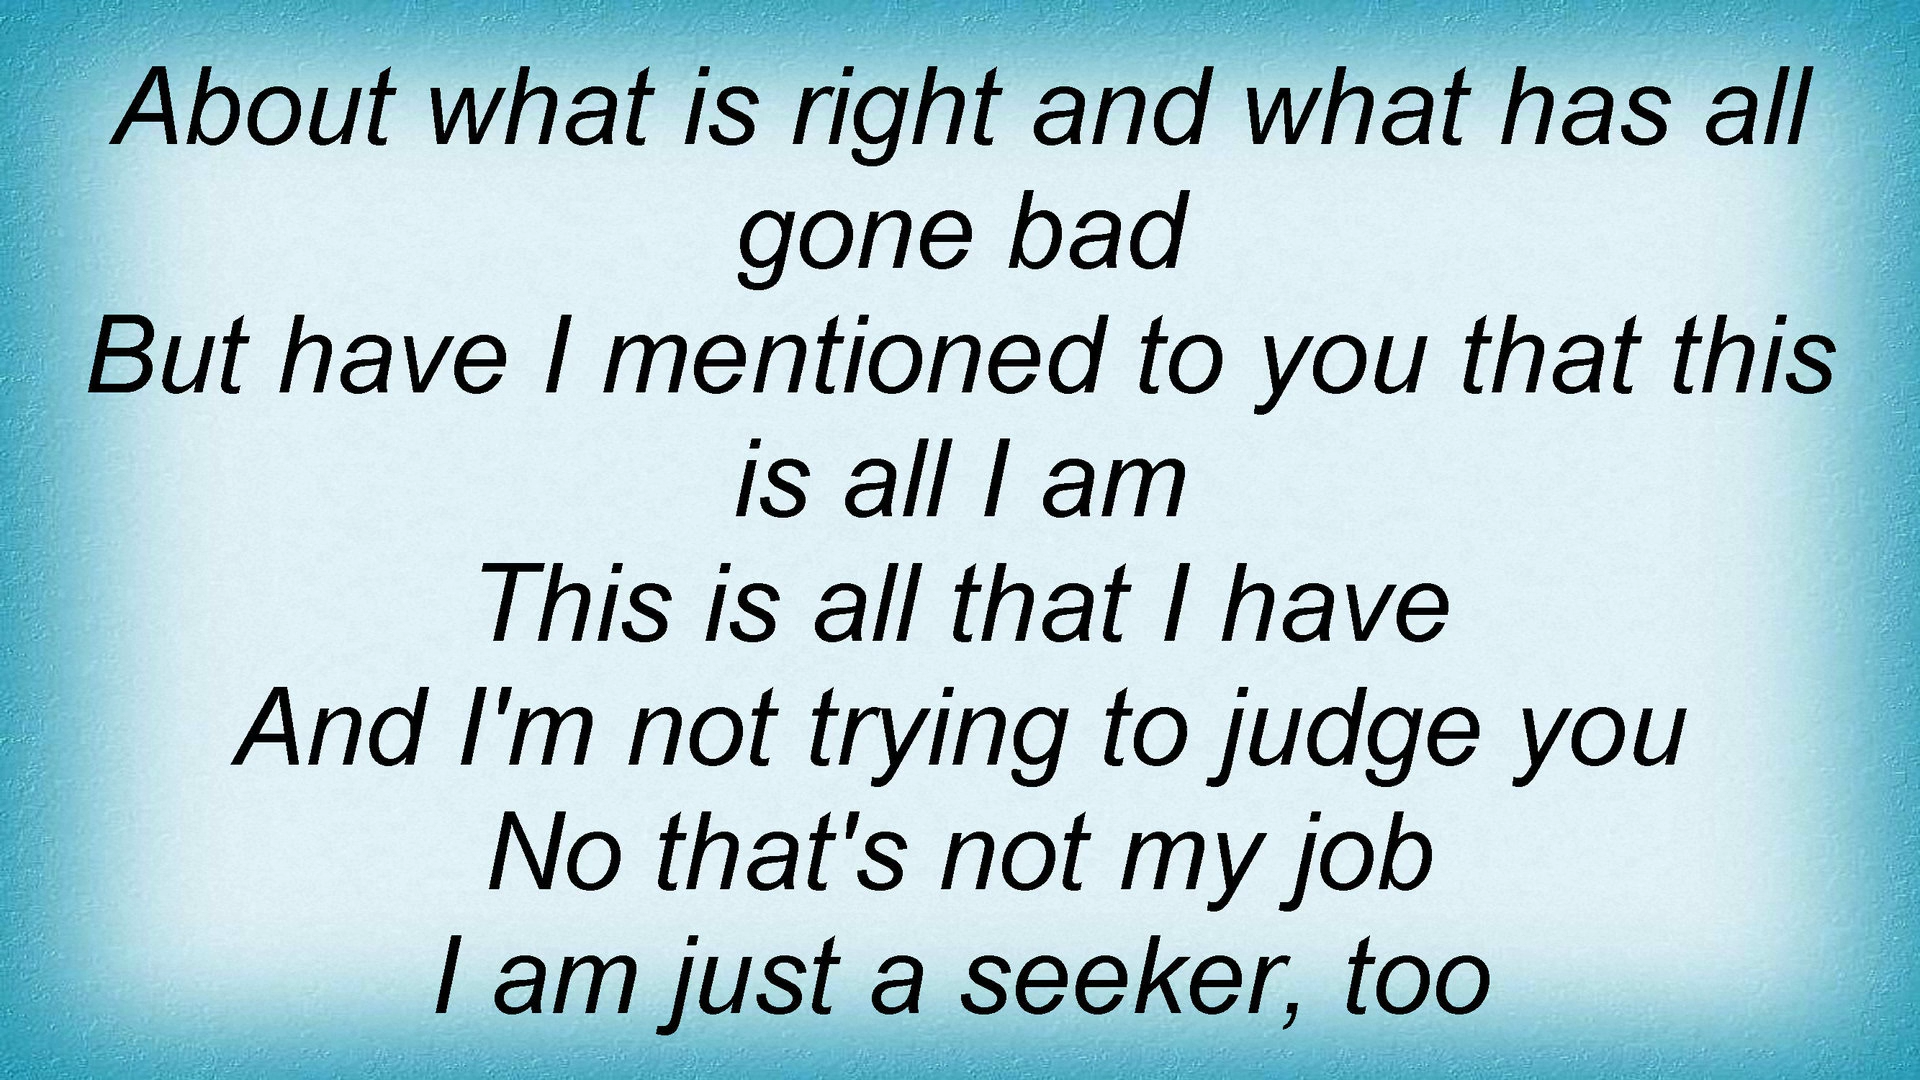 About what is right and what has all
gone bad
But have I mentioned to you that this
is all I am
This is all that I have
And I'm not trying to judge you
No that's not my job
I am just a seeker, too